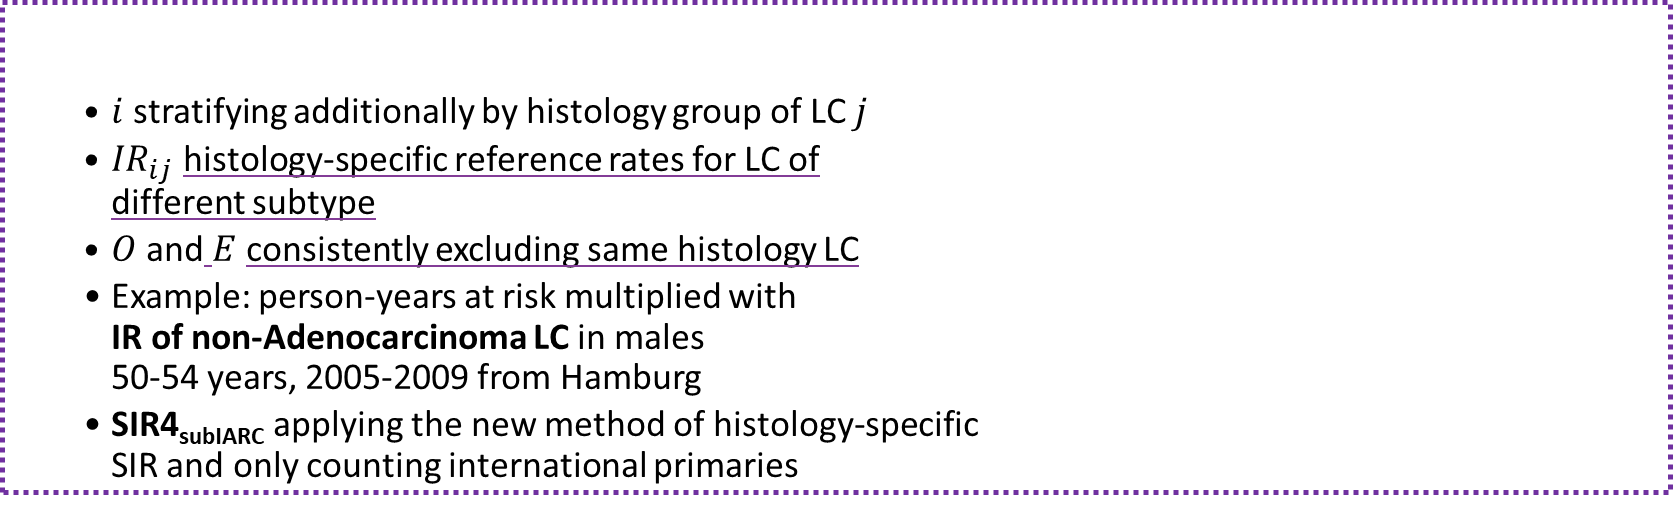 • i stratifying additionally by histology group of LC j
• IRij histology-specific reference rates for LC of
different subtype
• O and E consistently excluding same histology LC
• Example: person-years at risk multiplied with
IR of non-Adenocarcinoma LC in males
50-54 years, 2005-2009 from Hamburg
• SIR4subIARC applying the new method of histology-specific
SIR and only counting international primaries